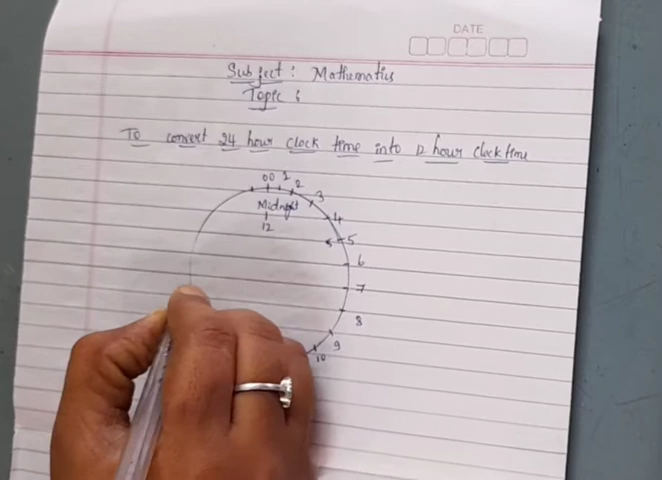 DATE
Subject : Mathematics
Topic :
To convert 24 hour clock time into 12 hour clock time
00 1 2
3
Midnight
4
12
5
6
7
8
9
10